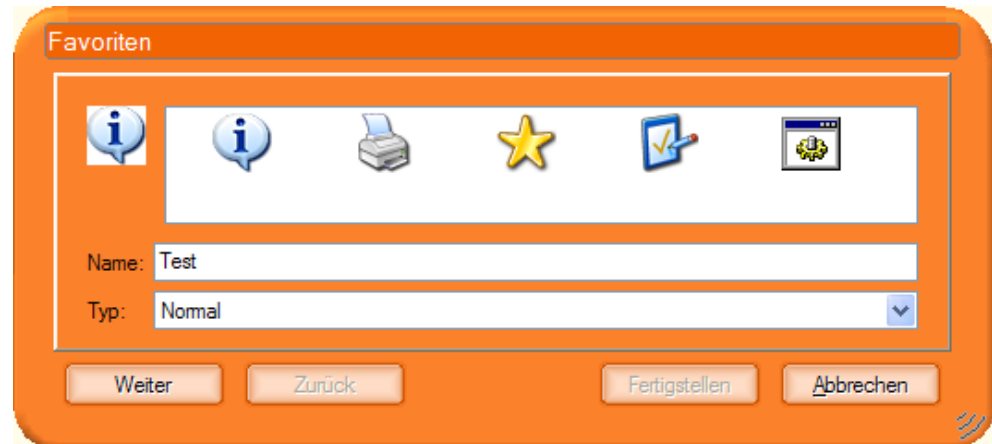 Favoriten
Name: Test
Typ: Normal
Weiter Zurück Fertigstellen Abbrechen